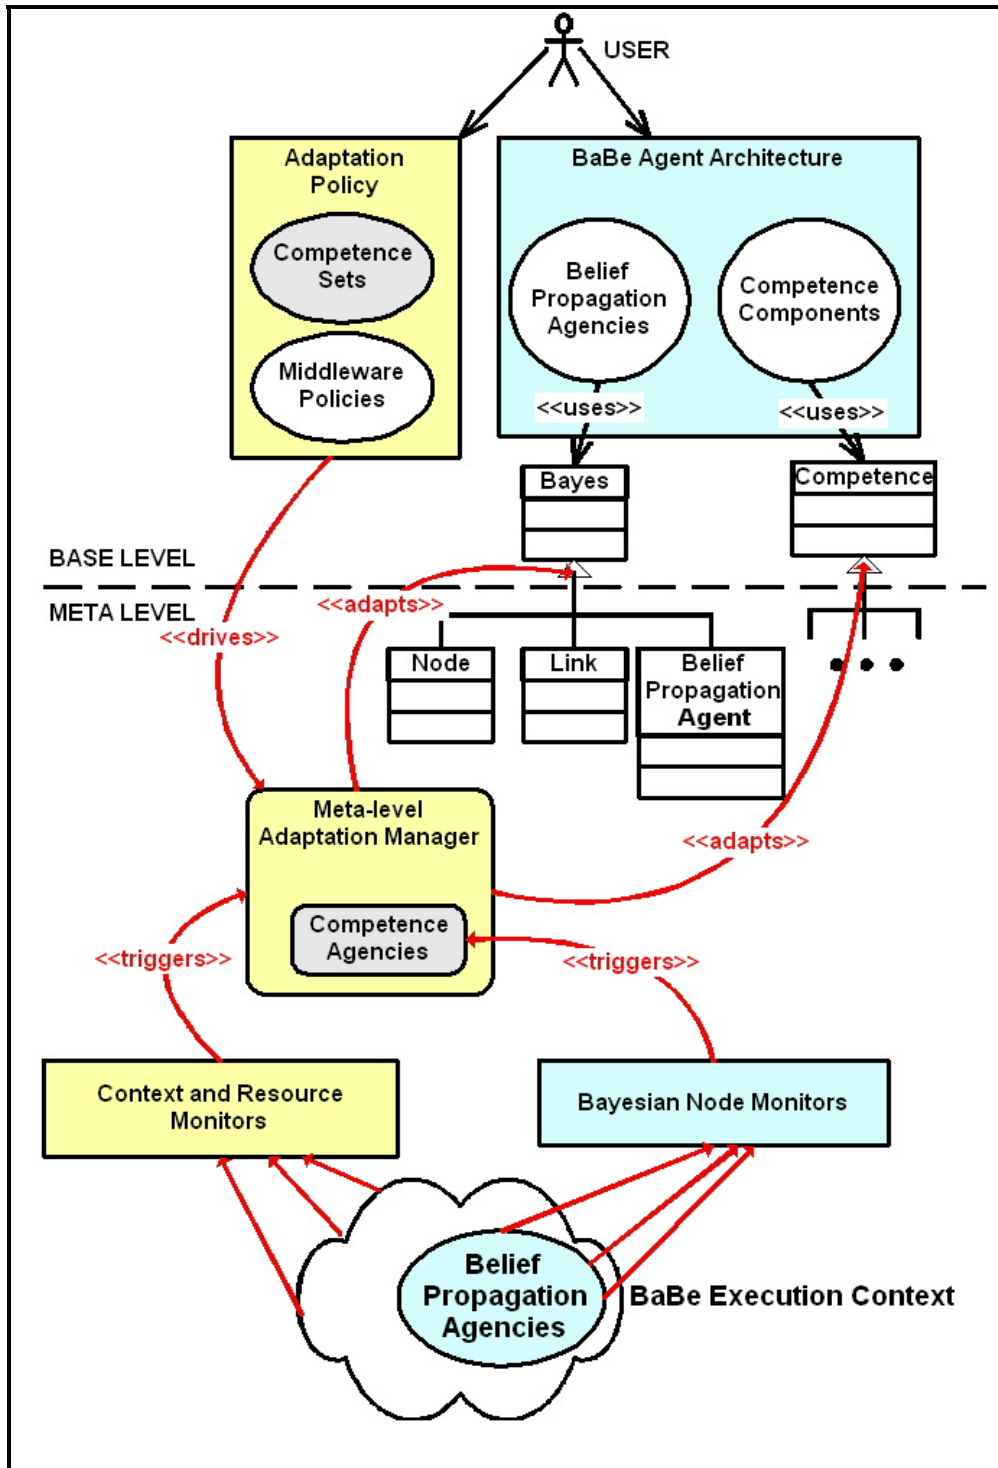 USER
Adaptation
Policy
BaBe Agent Architecture
Competence
Sets
Belief
Propagation
Agencies
Competence
Components
Middleware
Policies
<<uses>>
<<uses>>
Bayes
Competence
BASE LEVEL
META LEVEL
<<adapts>>
<<drives>>
Node
Link
Belief
Propagation
Agent
Meta-level
Adaptation Manager
<<adapts>>
Competence
Agencies
<<triggers>>
<<triggers>>
Context and Resource
Monitors
Bayesian Node Monitors
Belief
Propagation
Agencies
BaBe Execution Context